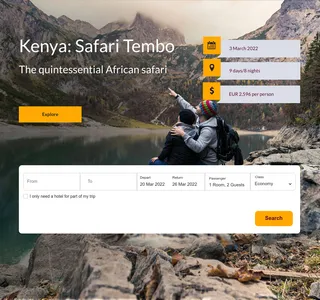 Kenya: Safari Tembo
The quintessential African safari
3 March 2022
9 days/8 nights
$
EUR 2,596 per person
Explore
From
To
Depart
20 Mar 2022
Return
28 Mar 2022
Passenger
1 Room, 2 Guests
Class
Economy
I only need a hotel for part of my trip
Search